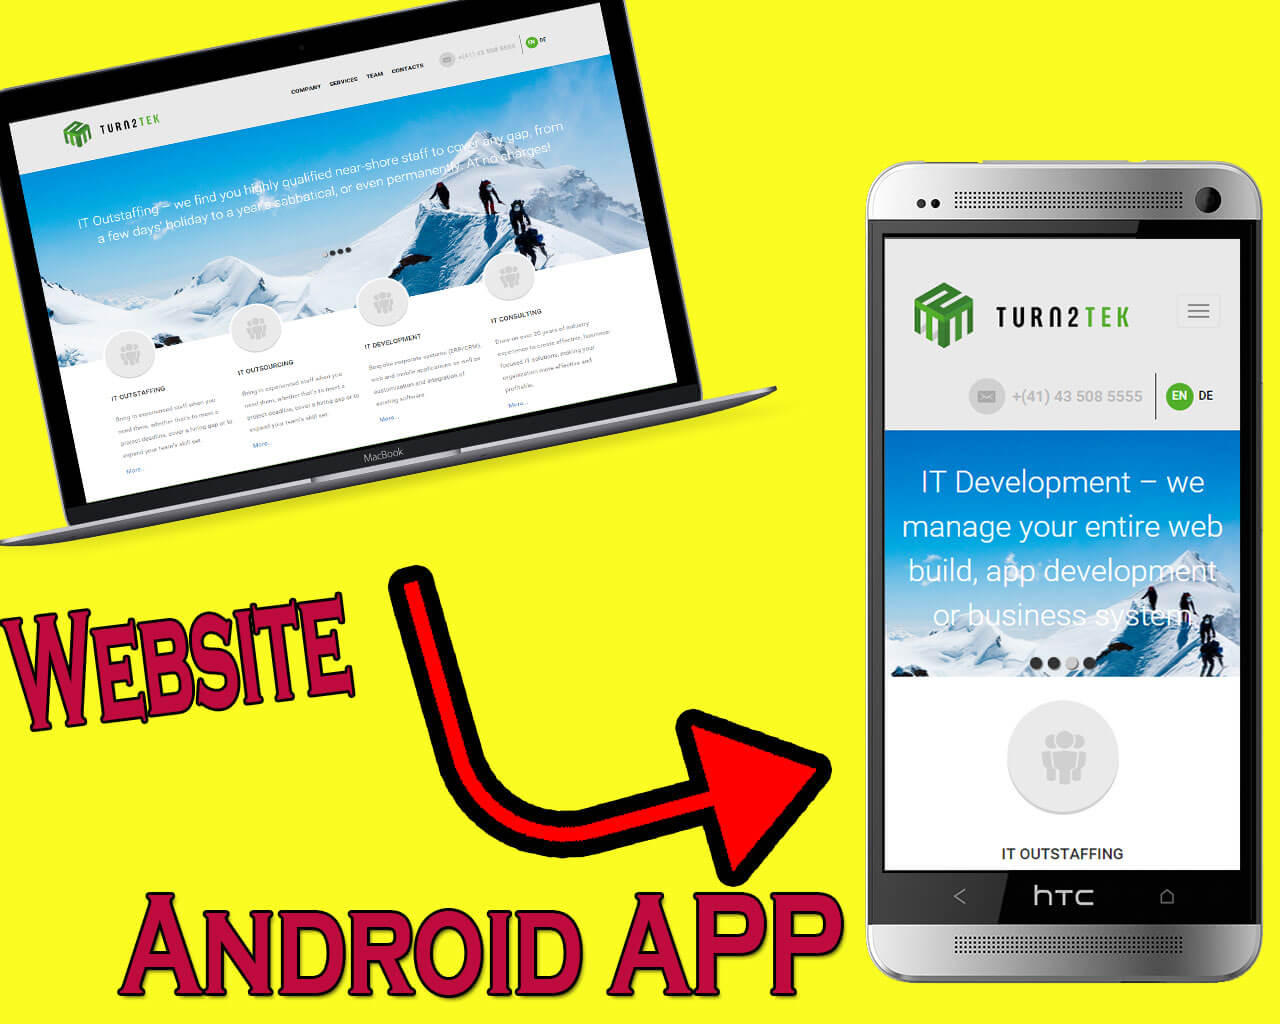 COMPANY SERVICES TEAM CONTACTS +(41) 43 508 5555 EN DE
TURN2TEK
IT Outstaffing – we find you highly qualified near-shore staff to cover any gap, from
a few days' holiday to a year's sabbatical, or even permanently. At no charges!
IT OUTSTAFFING
Bring in experienced staff when you
need them, whether that's to meet a
project deadline, cover a hiring gap or to
expand your team's skill set.
More...
IT OUTSOURCING
Bring in experienced staff when you
need them, whether that's to meet a
project deadline, cover a hiring gap or to
expand your team's skill set.
More...
IT DEVELOPMENT
Bespoke corporate systems (ERP/CRM),
web and mobile applications as well as
customization and integration of
existing software
More...
IT CONSULTING
Draw on over 20 years of industry
experience to create effective, business-
focused IT solutions, making your
organization more effective and
profitable.
More...
MacBook
WEBSITE
ANDROID APP
TURN2TEK
+(41) 43 508 5555 EN DE
IT Development – we
manage your entire web
build, app development
or business system
IT OUTSTAFFING
hTC